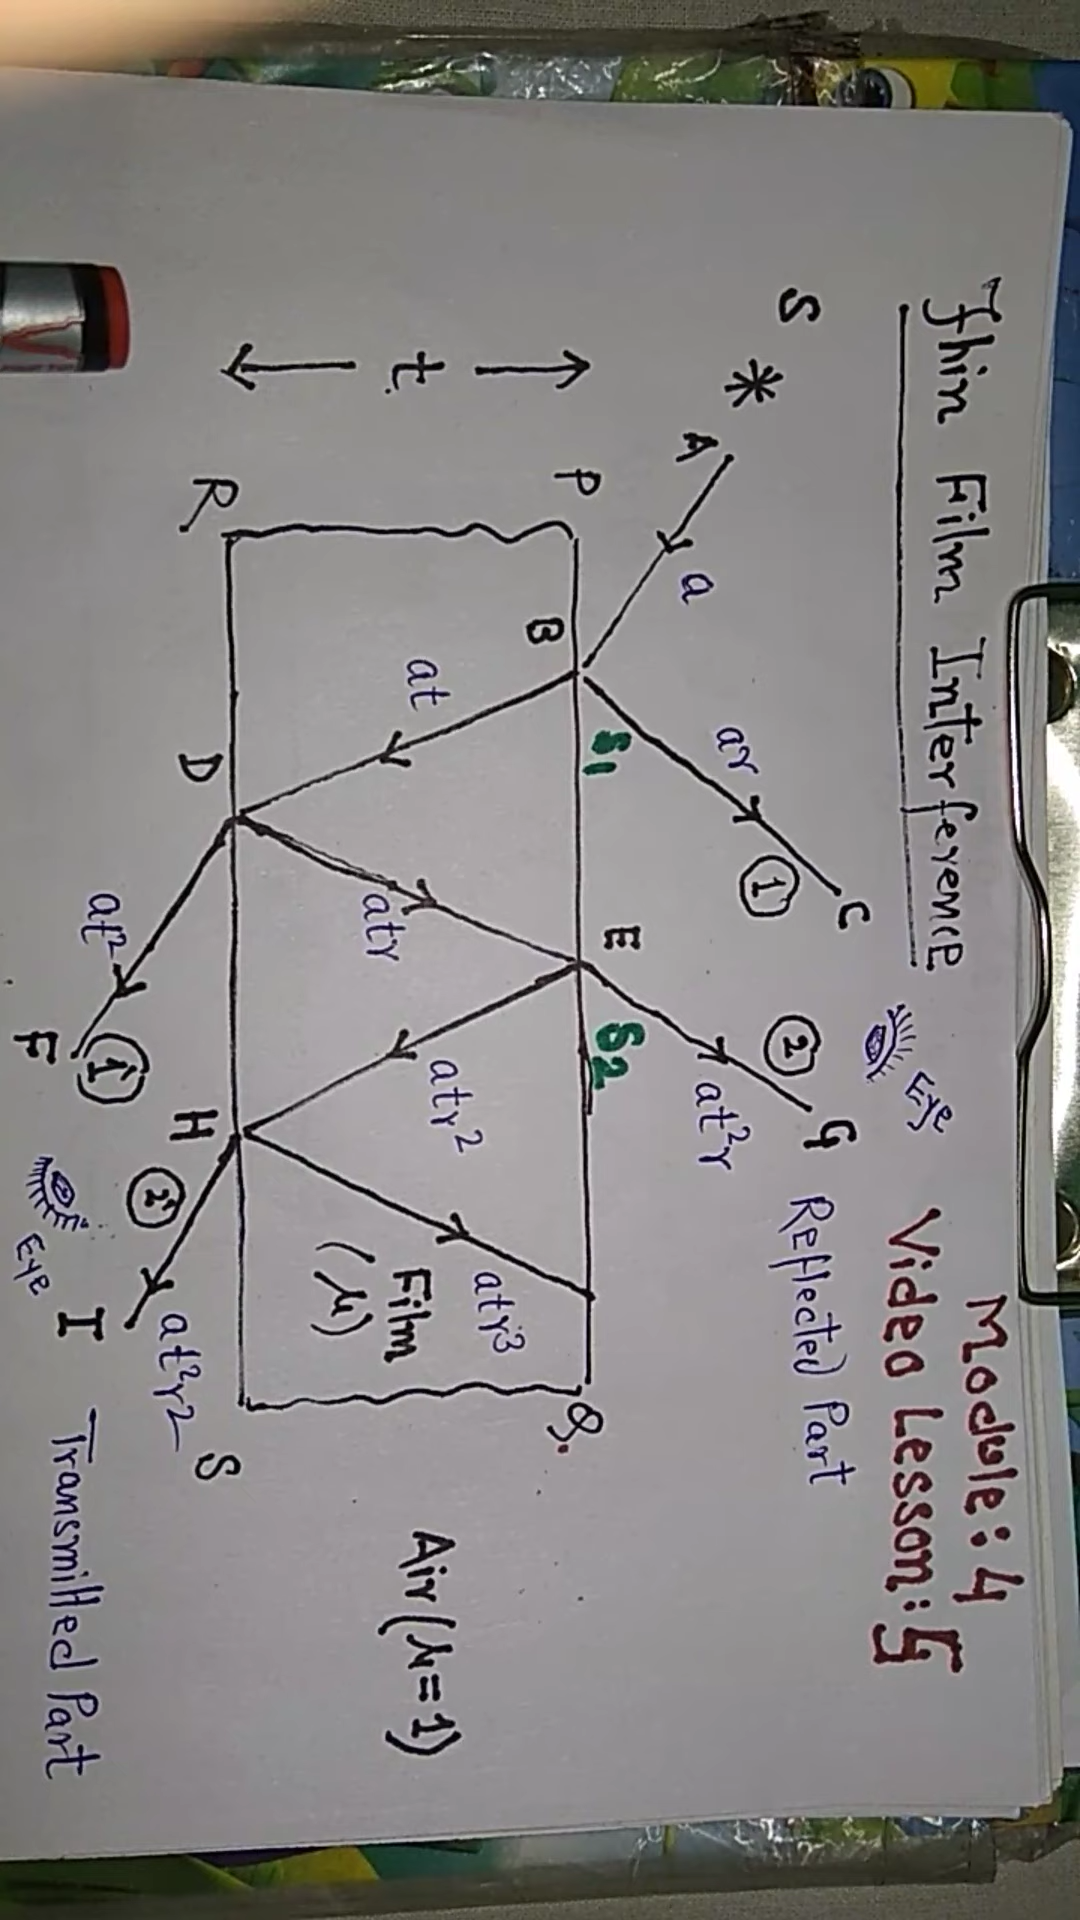 Thin Film Interference
Module: 4
Video Lesson: 5
Eye
S
A
a
ar
1
C
2
G
Reflected Part
at²r
P
B
δ1
E
δ2
Q.
t
at
atr
atr²
atr³
Film
(μ)
Air (μ=1)
R
D
H
S
at²
1
F
2
at²r²
Eye
I
Transmitted Part